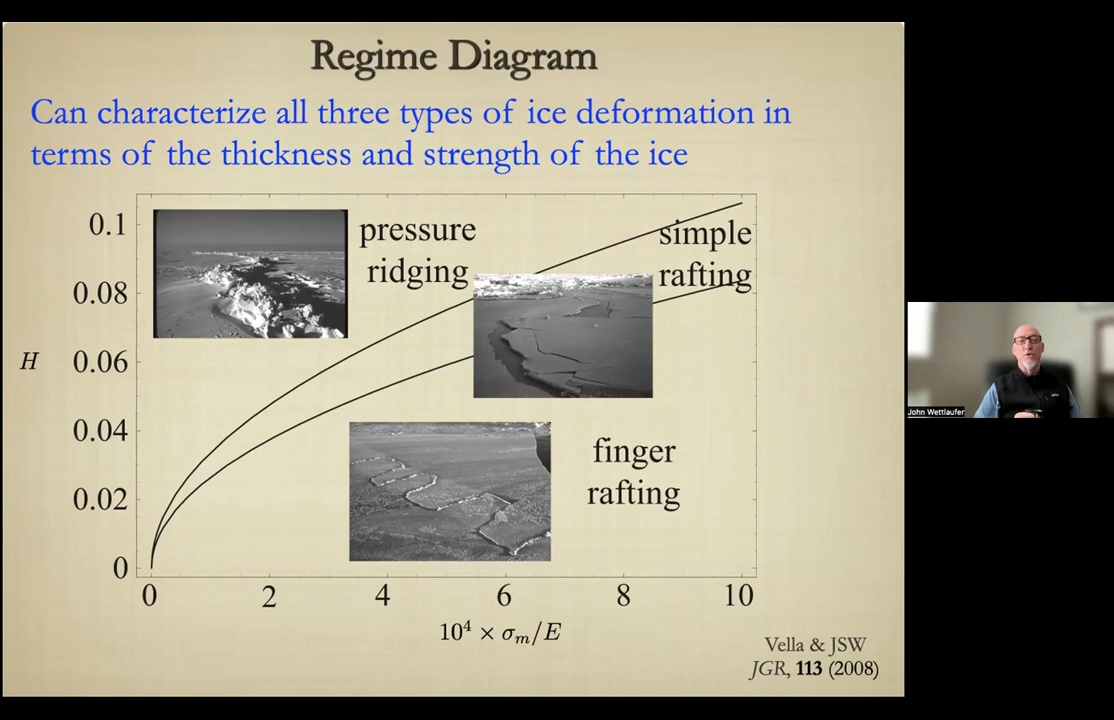 Regime Diagram
Can characterize all three types of ice deformation in
terms of the thickness and strength of the ice
0.1
0.08
0.06
0.04
0.02
0
H
pressure
ridging
simple
rafting
finger
rafting
0 2 4 6 8 10
10⁴ × σₘ/E
Vella & JSW
JGR, 113 (2008)
John Wettlaufer